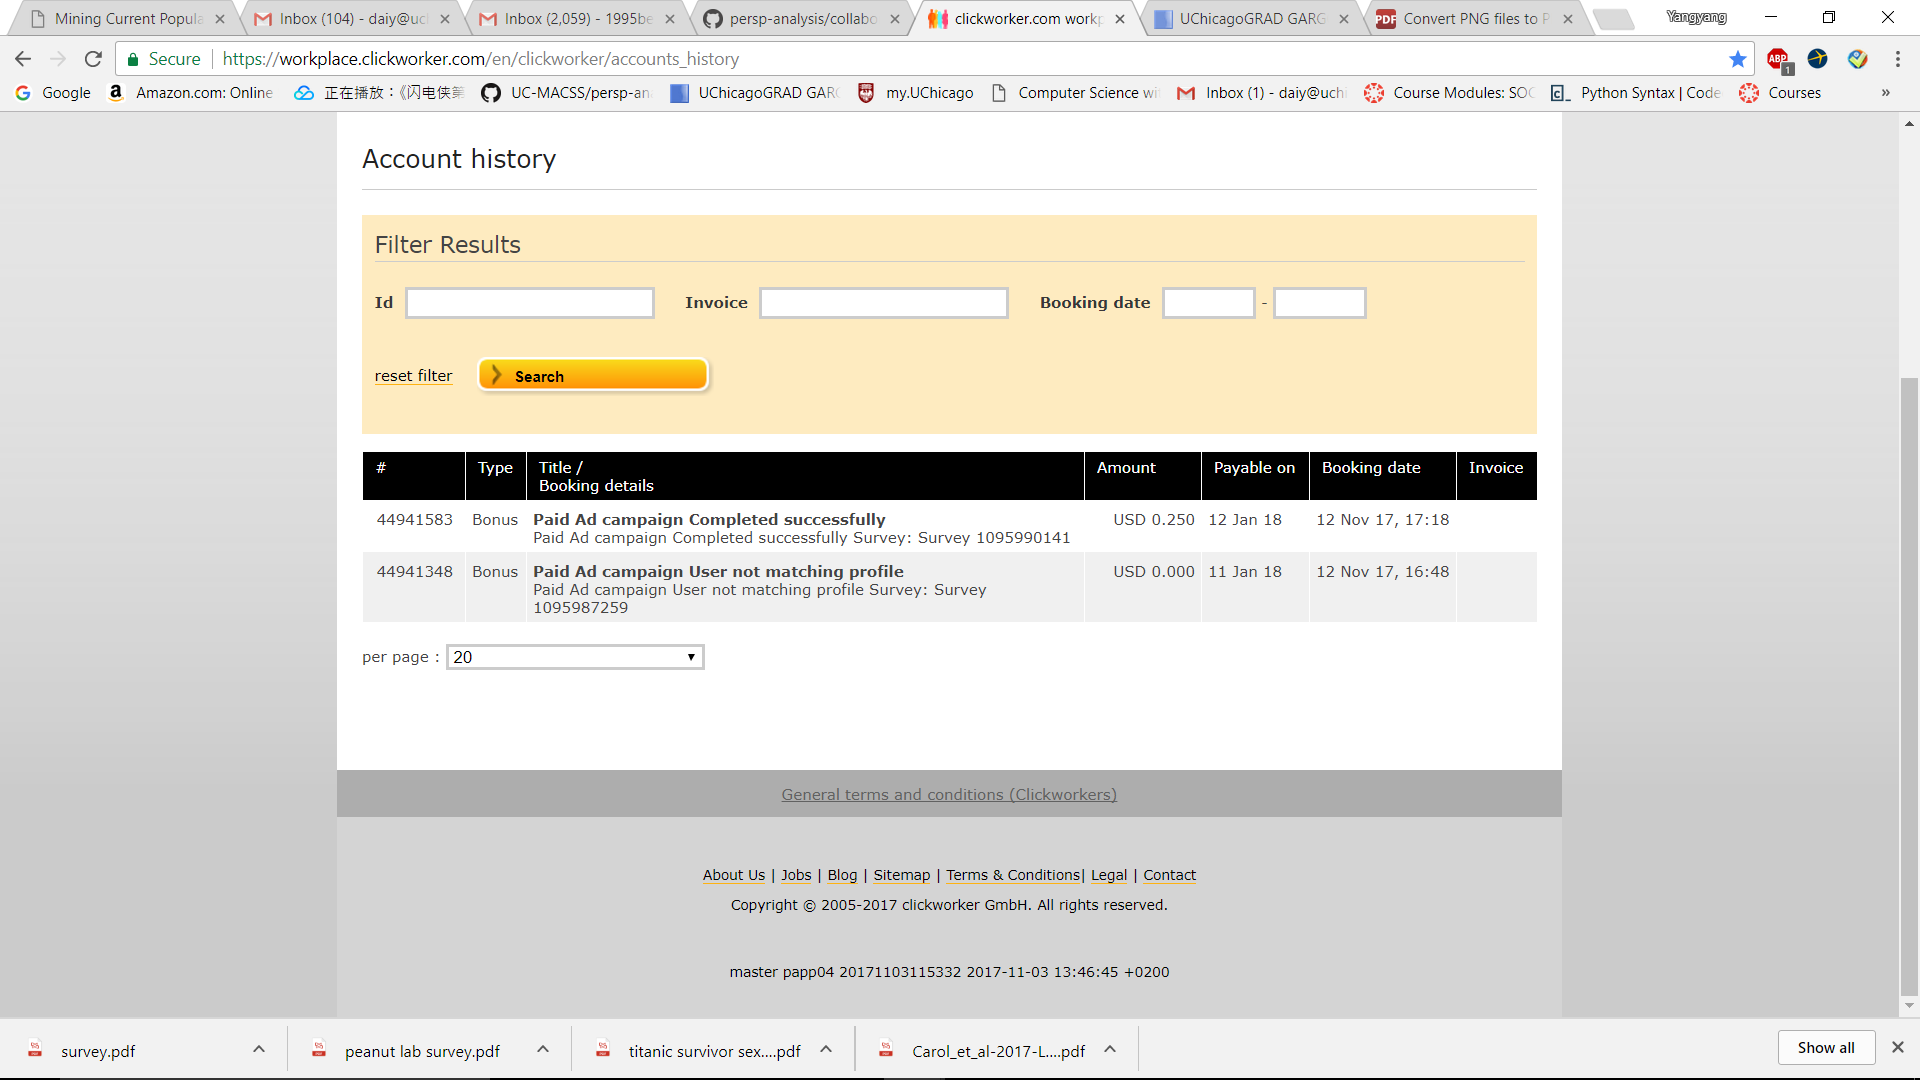 Mining Current Popula
Inbox (104) - daiy@uc
Inbox (2,059) - 1995be
persp-analysis/collabo
clickworker.com workp
UChicagoGRAD GARG
PDF
Convert PNG files to P
Yangyang
Secure
https://workplace.clickworker.com/en/clickworker/accounts_history
ABP
1
Google
Amazon.com: Online
正在播放：《闪电侠第
UC-MACSS/persp-an
UChicagoGRAD GARG
my.UChicago
Computer Science wi
Inbox (1) - daiy@uchi
Course Modules: SOC
Python Syntax | Code
Courses
»
Account history
Filter Results
Id
Invoice
Booking date
-
reset filter
Search
# Type Title / Amount Payable on Booking date Invoice
Booking details
44941583 Bonus Paid Ad campaign Completed successfully USD 0.250 12 Jan 18 12 Nov 17, 17:18
Paid Ad campaign Completed successfully Survey: Survey 1095990141
44941348 Bonus Paid Ad campaign User not matching profile USD 0.000 11 Jan 18 12 Nov 17, 16:48
Paid Ad campaign User not matching profile Survey: Survey
1095987259
per page : 20
General terms and conditions (Clickworkers)
About Us | Jobs | Blog | Sitemap | Terms & Conditions| Legal | Contact
Copyright © 2005-2017 clickworker GmbH. All rights reserved.
master papp04 20171103115332 2017-11-03 13:46:45 +0200
survey.pdf
peanut lab survey.pdf
titanic survivor sex....pdf
Carol_et_al-2017-L....pdf
Show all